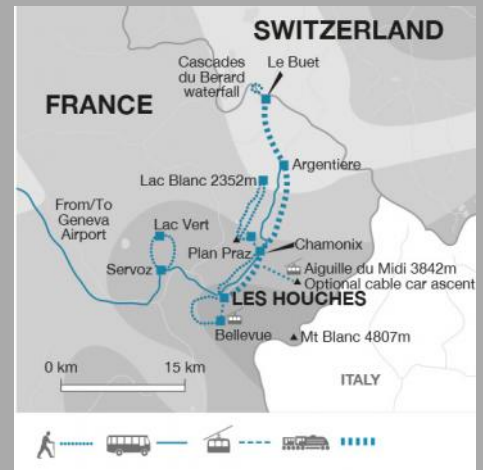 SWITZERLAND
Cascades
du Berard
waterfall
Le Buet
FRANCE
Argentiere
Lac Blanc 2352m
From/To
Geneva
Airport
Lac Vert
Plan Praz
Chamonix
Servoz
Aiguille du Midi 3842m
Optional cable car ascent
LES HOUCHES
Bellevue
Mt Blanc 4807m
0 km
15 km
ITALY